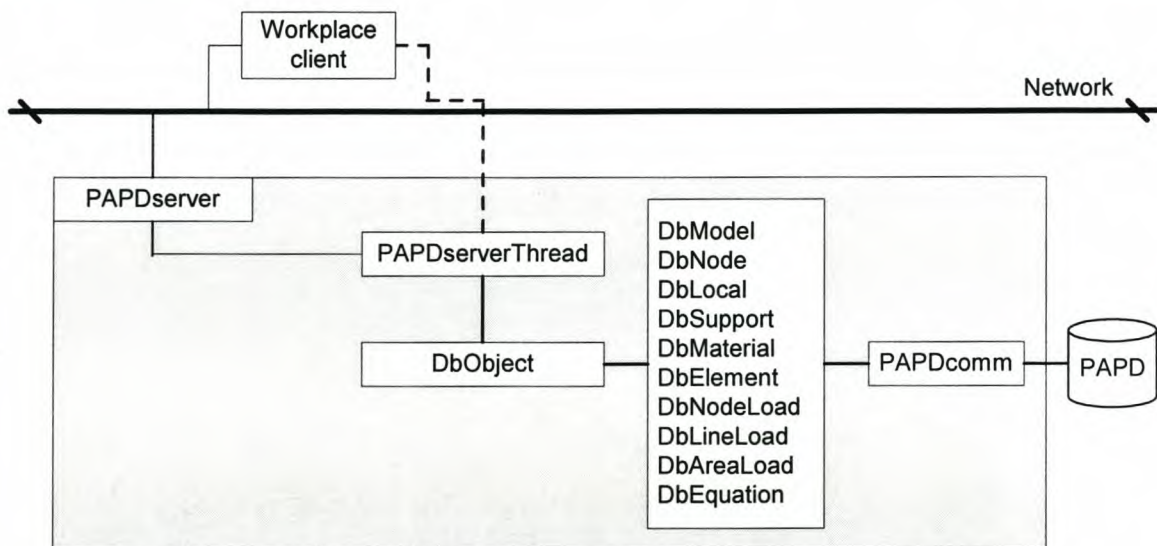 Workplace
client
Network
PAPDserver
PAPDserverThread
DbObject
DbModel
DbNode
DbLocal
DbSupport
DbMaterial
DbElement
DbNodeLoad
DbLineLoad
DbAreaLoad
DbEquation
PAPDcomm
PAPD